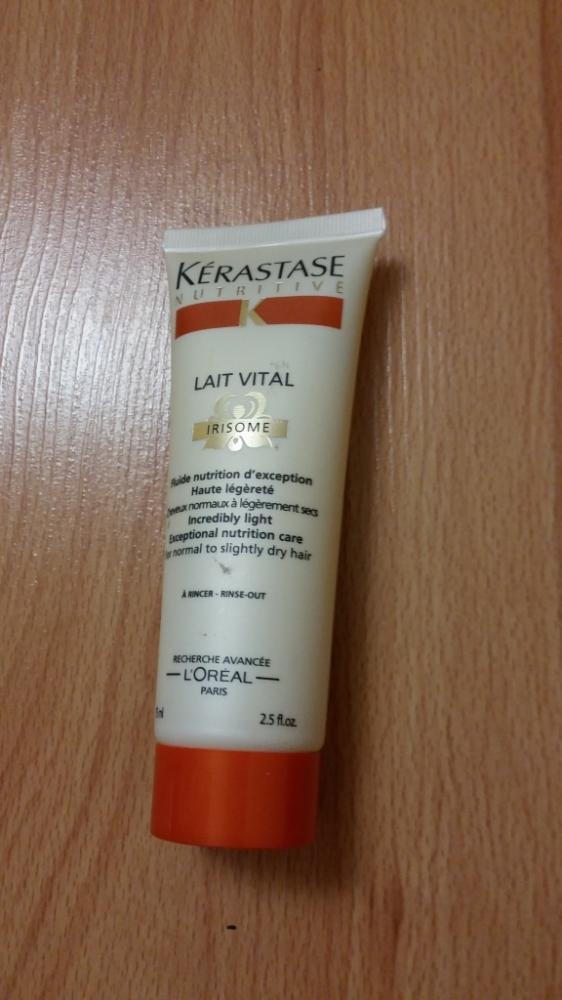 KÉRASTASE
NUTRITIVE
K
LAIT VITAL
IRISOME
Fluide nutrition d'exception
Haute légèreté
Cheveux normaux à légèrement secs
Incredibly light
Exceptional nutrition care
for normal to slightly dry hair
À RINCER - RINSE-OUT
RECHERCHE AVANCÉE
L'ORÉAL
PARIS
ml 2.5 fl.oz.